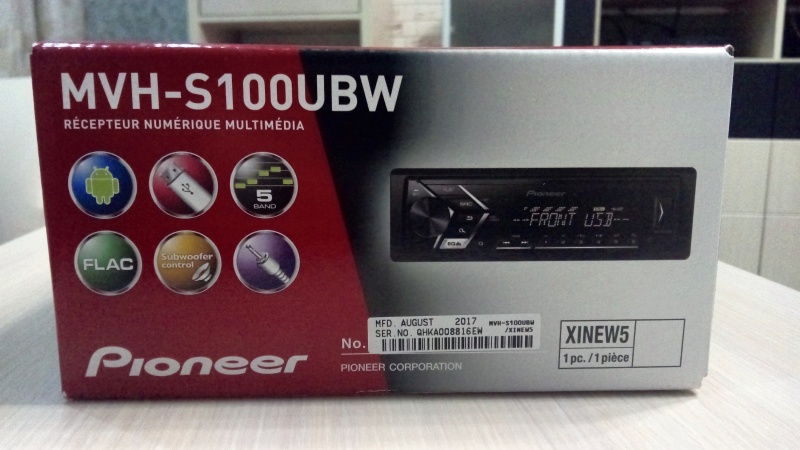 MVH-S100UBW
RÉCEPTEUR NUMÉRIQUE MULTIMÉDIA
5
BAND
FLAC
Subwoofer
control
Pioneer
FRONT USB
MFD. AUGUST 2017 MVH-S100UBW
SER.NO. QHKA008816EW /XINEW5
No.
PIONEER CORPORATION
XINEW5
1 pc. / 1 pièce
Pioneer